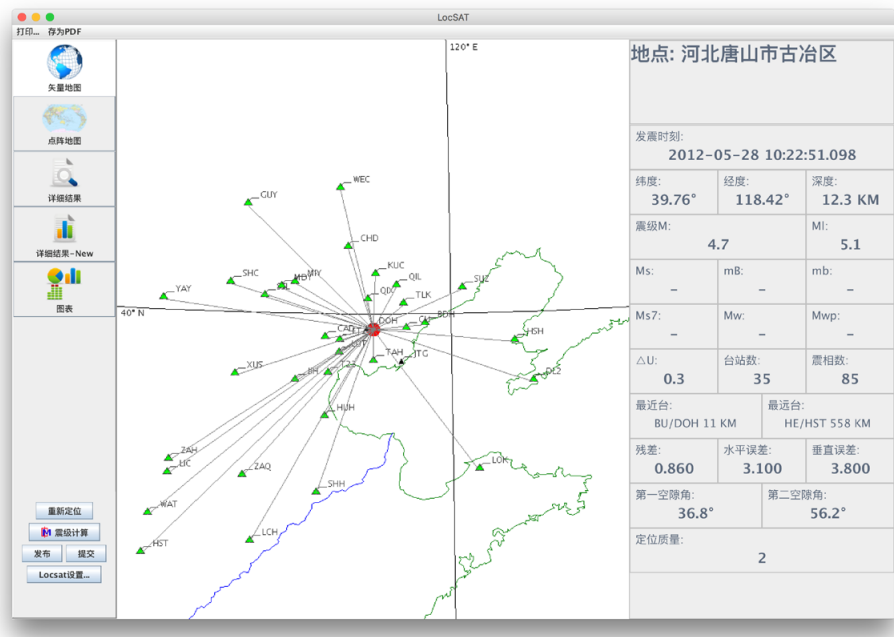 LocSAT
打印... 存为PDF
矢量地图
点阵地图
详细结果
详细结果-New
图表
重新定位
M 震级计算
发布 提交
Locsat设置...
120° E
40° N
WEC
GUY
CHD
KUC
SHC
MIY
QIL
SUZ
YAY
QIX
TLK
DOH
HSH
TAH
JTG
XUS
DLZ
HUH
ZAH
LIC
ZAQ
LOK
SHH
WAT
LCH
HST
地点: 河北唐山市古冶区
发震时刻:
2012-05-28 10:22:51.098
纬度: 经度: 深度:
39.76° 118.42° 12.3 KM
震级M: Ml:
4.7 5.1
Ms: mB: mb:
- - -
Ms7: Mw: Mwp:
- - -
△U: 台站数: 震相数:
0.3 35 85
最近台: 最远台:
BU/DOH 11 KM HE/HST 558 KM
残差: 水平误差: 垂直误差:
0.860 3.100 3.800
第一空隙角: 第二空隙角:
36.8° 56.2°
定位质量:
2